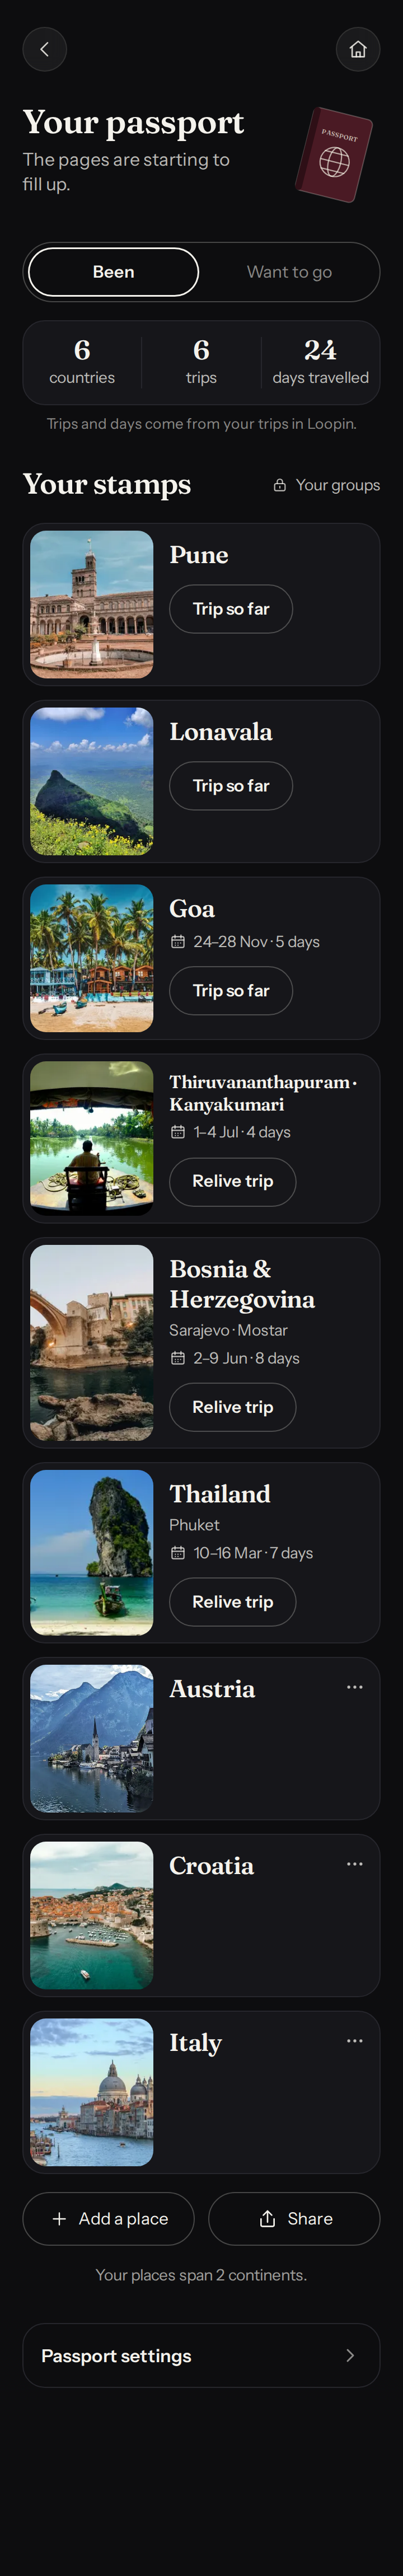 Your passport
The pages are starting to
fill up.
PASSPORT
Been
Want to go
6
countries
6
trips
24
days travelled
Trips and days come from your trips in Loopin.
Your stamps
Your groups
Pune
Trip so far
Lonavala
Trip so far
Goa
24–28 Nov · 5 days
Trip so far
Thiruvananthapuram ·
Kanyakumari
1–4 Jul · 4 days
Relive trip
Bosnia &
Herzegovina
Sarajevo · Mostar
2–9 Jun · 8 days
Relive trip
Thailand
Phuket
10–16 Mar · 7 days
Relive trip
Austria
Croatia
Italy
Add a place
Share
Your places span 2 continents.
Passport settings